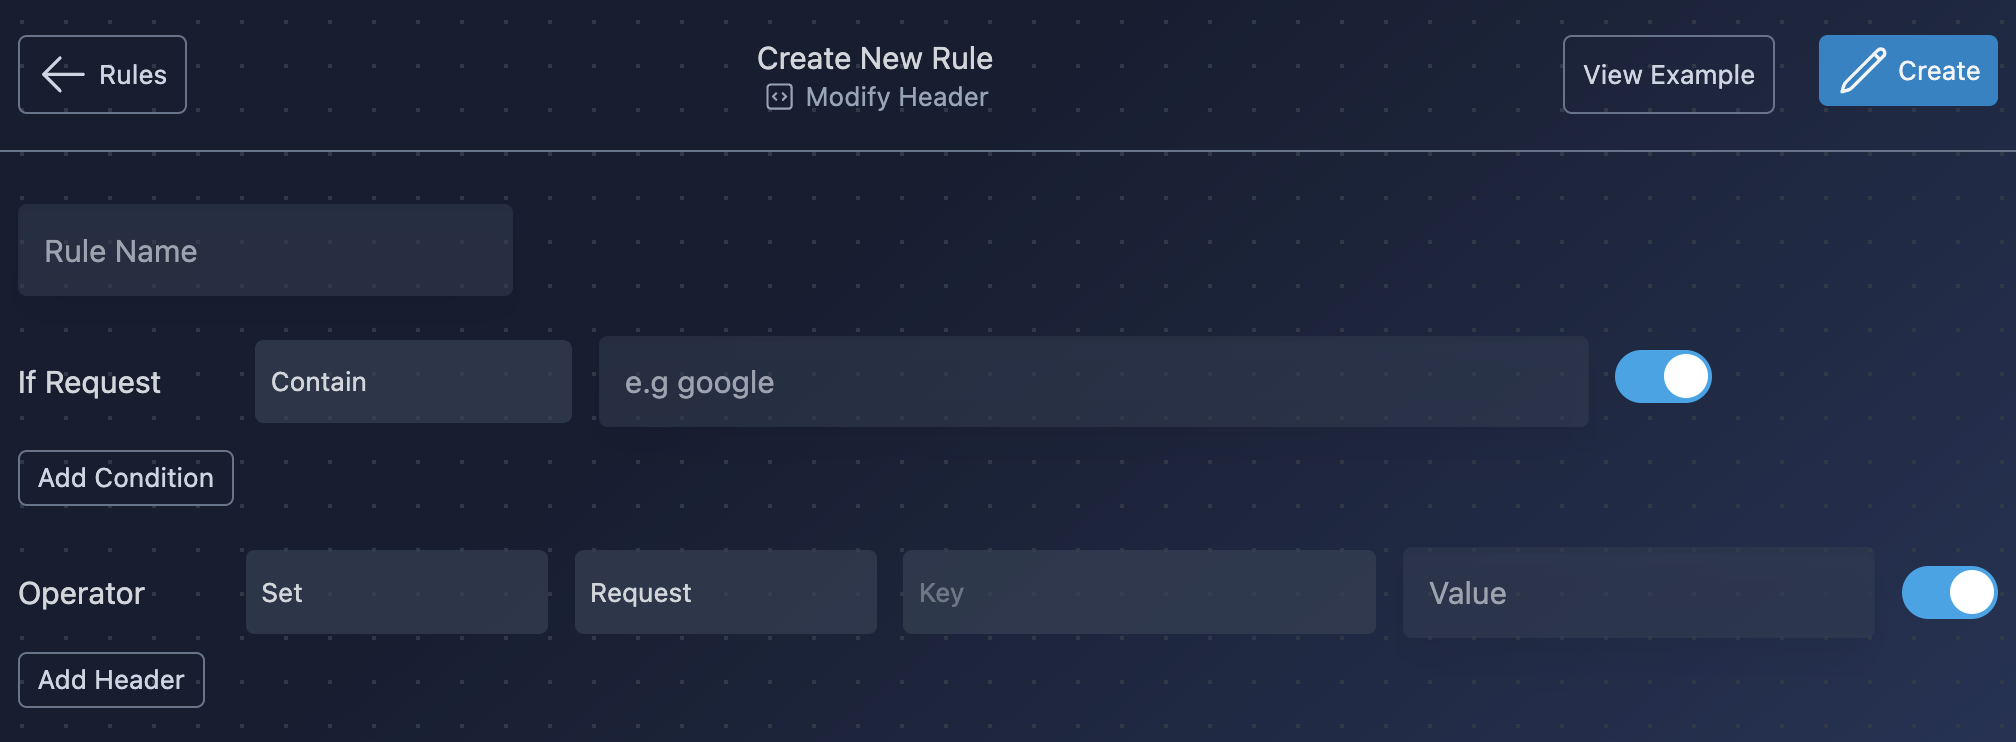 Rules
Create New Rule
Modify Header
View Example
Create
Rule Name
If Request
Contain
e.g google
Add Condition
Operator
Set
Request
Key
Value
Add Header